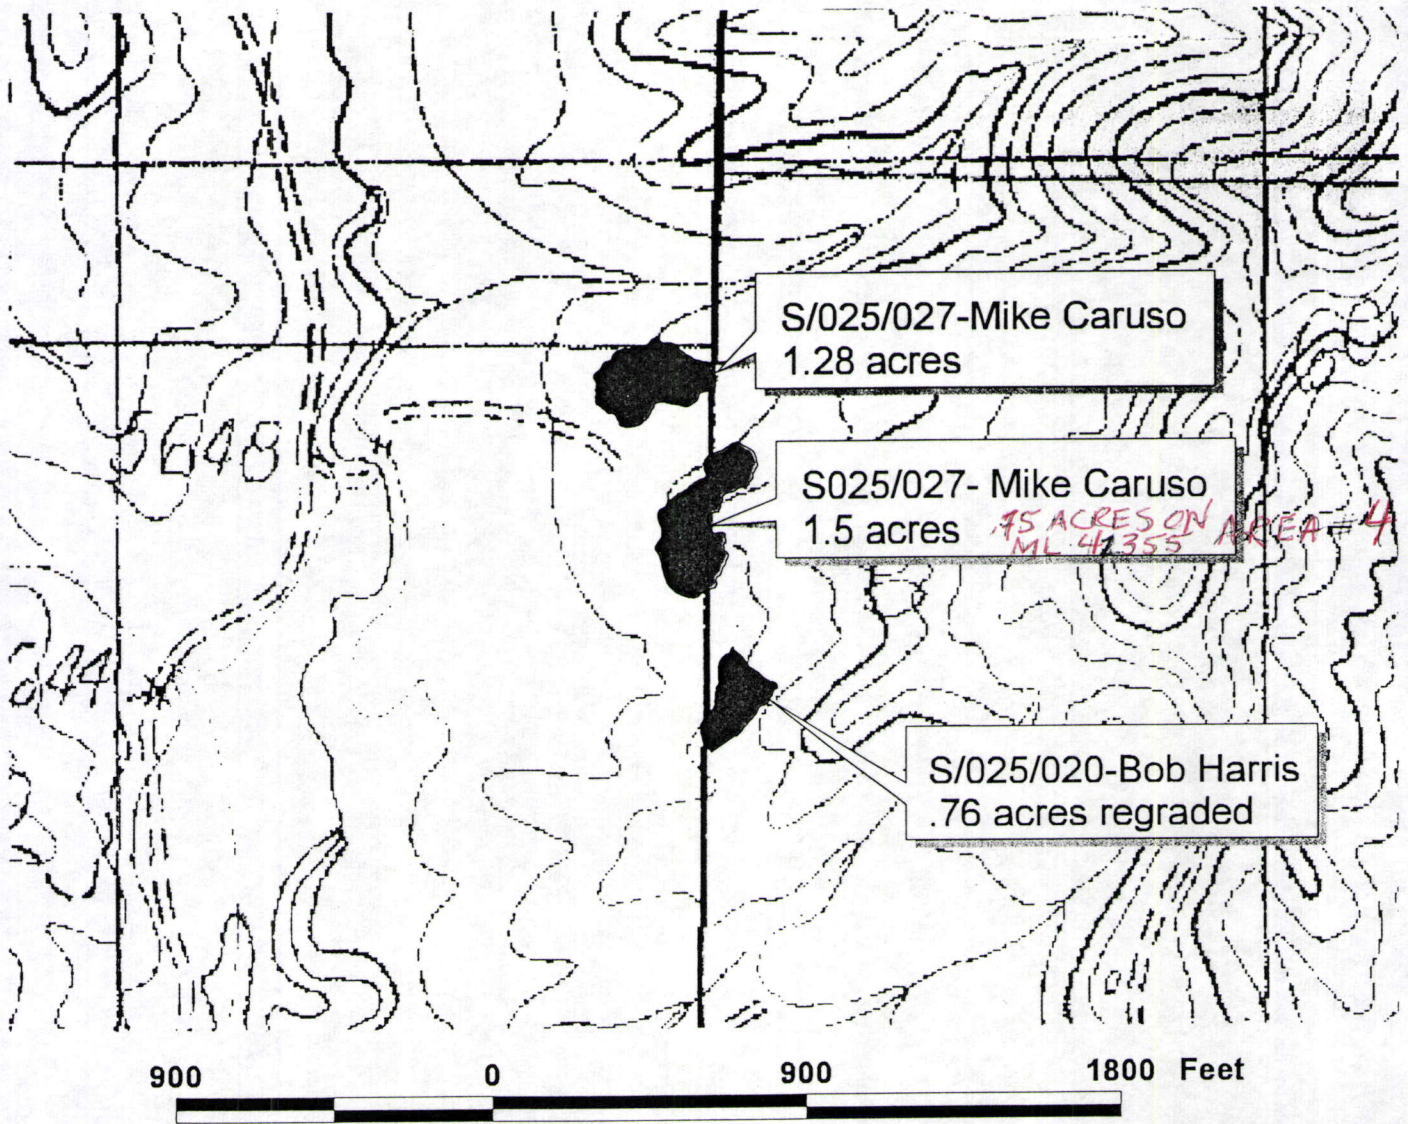 S/025/027-Mike Caruso
1.28 acres
5648
S025/027- Mike Caruso
1.5 acres .75 ACRES ON AREA # 4
ML 41355
S/025/020-Bob Harris
.76 acres regraded
900 0 900 1800 Feet